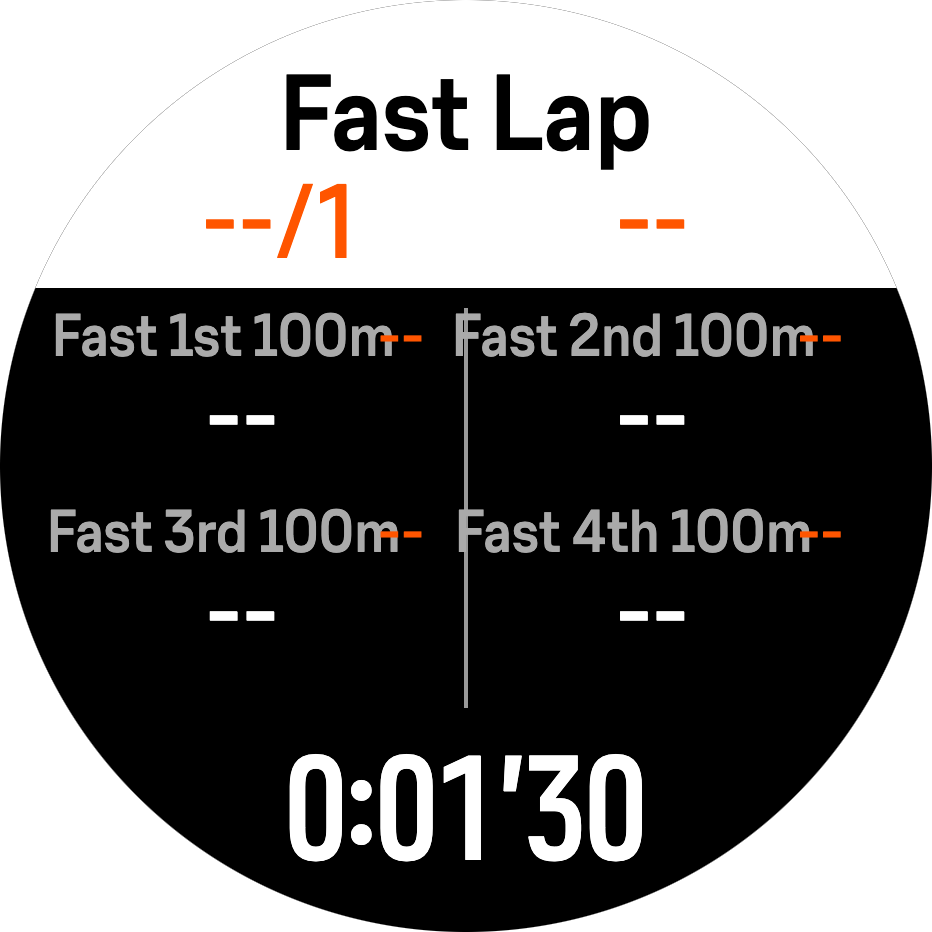 Fast Lap
--/1 --
Fast 1st 100m-- Fast 2nd 100m--
-- --
Fast 3rd 100m-- Fast 4th 100m--
-- --
0:01'30